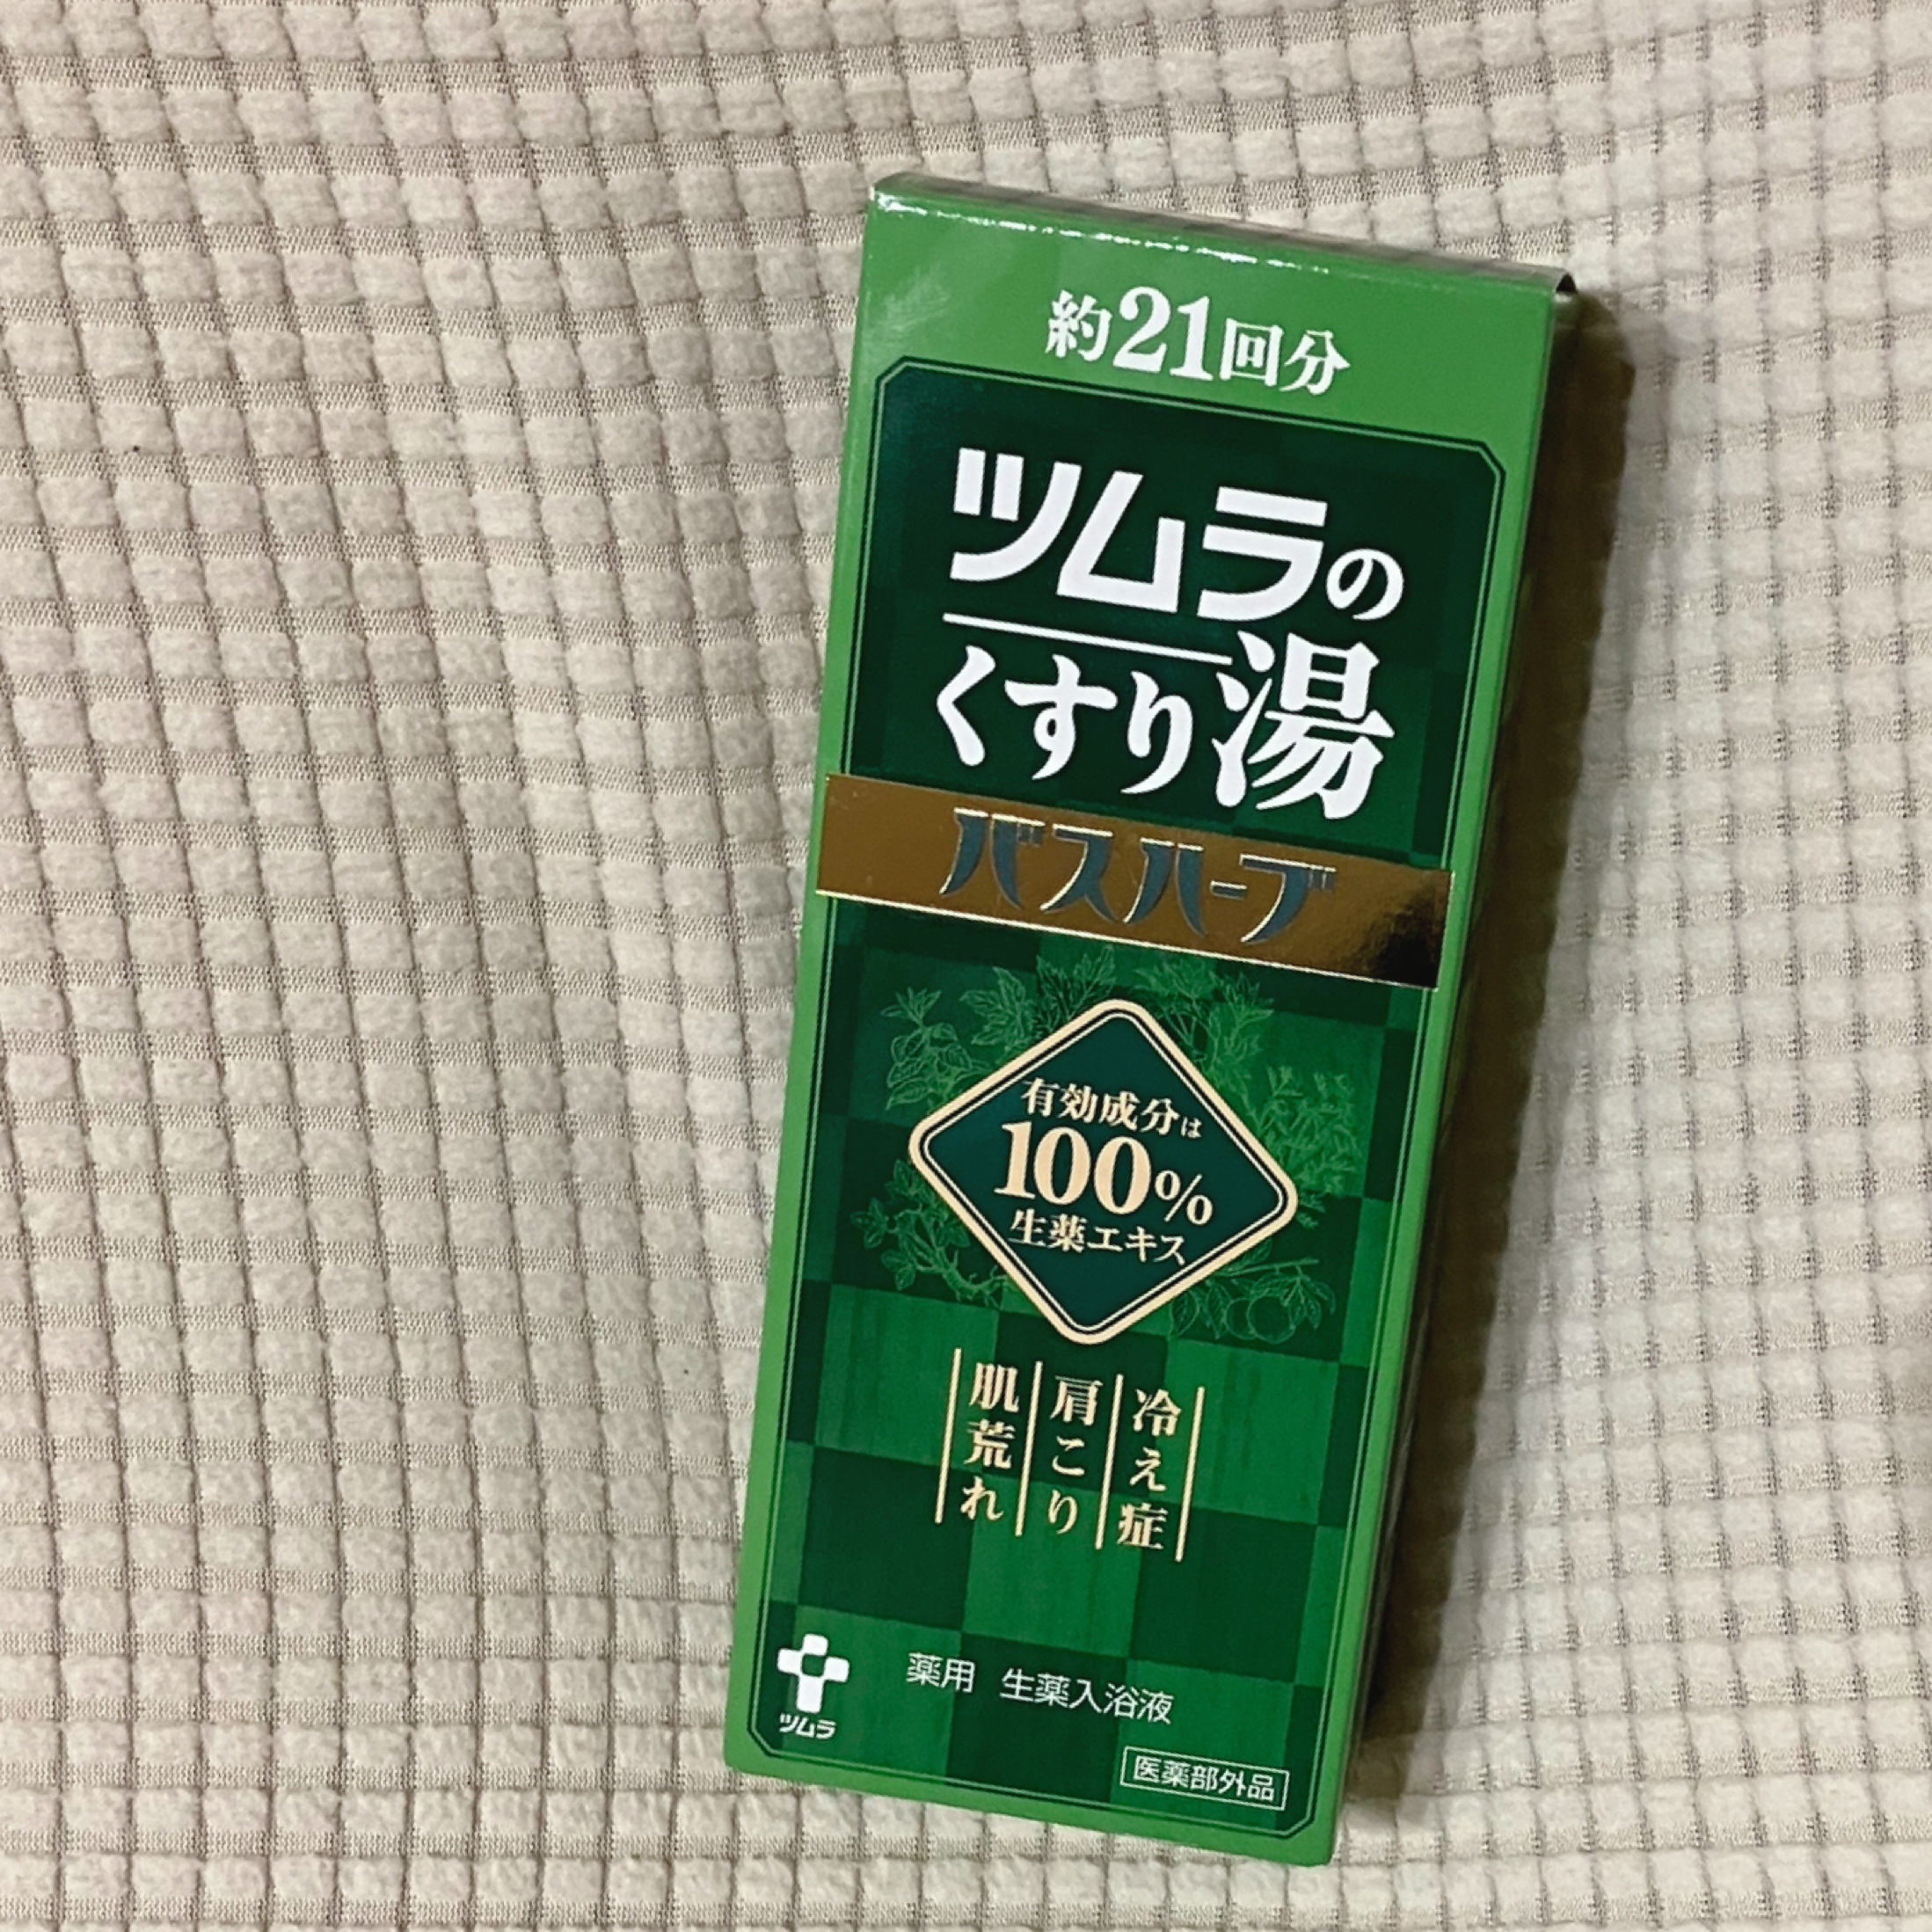 約21回分
ツムラの
くすり湯
バスハーブ
有効成分は
100%
生薬エキス
冷え症
肩こり
肌荒れ
ツムラ
薬用 生薬入浴液
医薬部外品